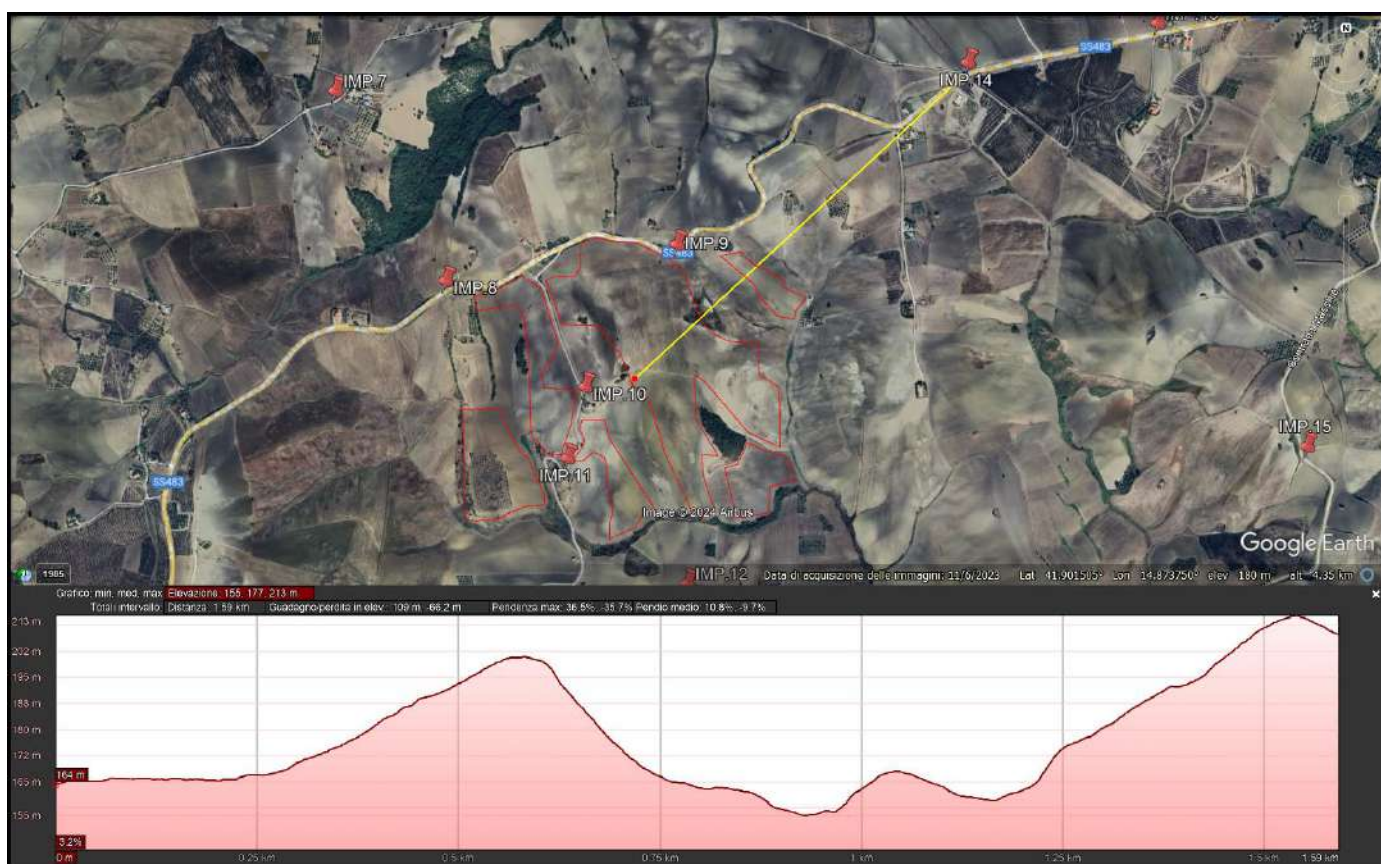 IMP.7
SS483
IMP.14
IMP.9
SS483
IMP.8
IMP.10
IMP.15
IMP.11
SS483
Image © 2024 Airbus
Google Earth
1985
IMP.12
Data di acquisizione delle immagini: 11/6/2023 Lat 41.901505° Lon 14.873750° elev 180 m alt 4.35 km
Grafico: min, med, max Elevazione: 155, 177, 213 m
Totali intervallo: Distanza: 1.59 km Guadagno/perdita in elev.: 109 m, -66.2 m Pendenza max: 36.5%, -35.7% Pendio medio: 10.8%, -9.7%
213 m
202 m
195 m
188 m
180 m
172 m
164 m
165 m
155 m
3.2%
0 m
0.25 km
0.5 km
0.75 km
1 km
1.25 km
1.5 km
1.59 km